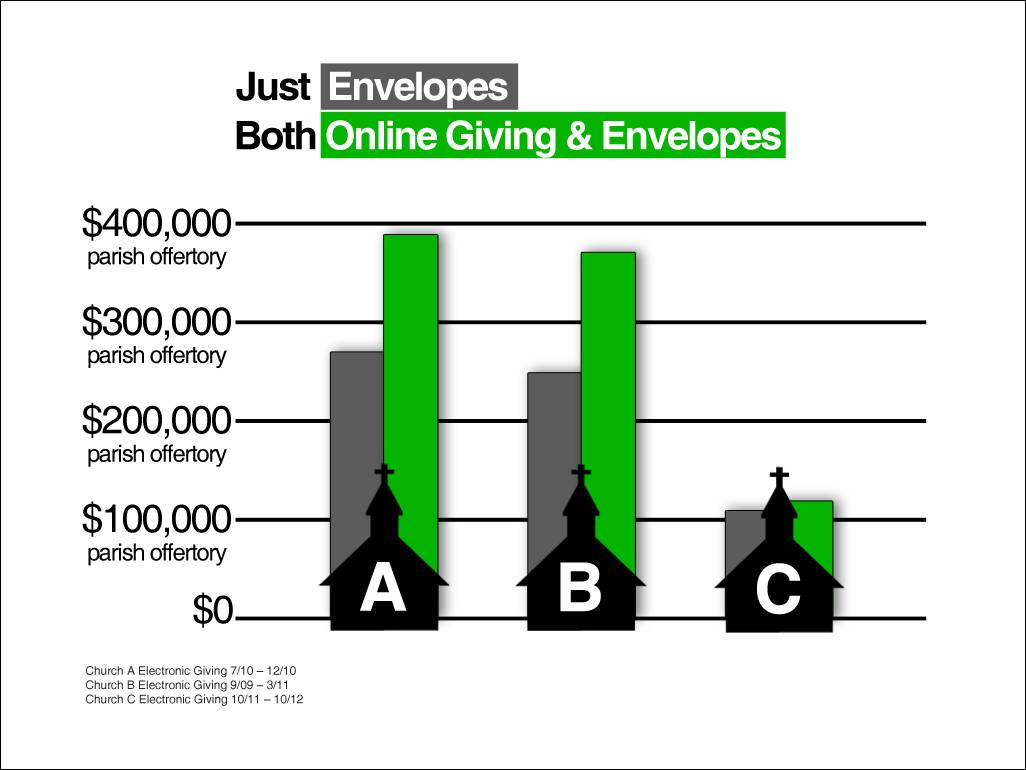 Just Envelopes
Both Online Giving & Envelopes
$400,000
parish offertory
$300,000
parish offertory
$200,000
parish offertory
$100,000
parish offertory
$0
A
B
C
Church A Electronic Giving 7/10 – 12/10
Church B Electronic Giving 9/09 – 3/11
Church C Electronic Giving 10/11 – 10/12